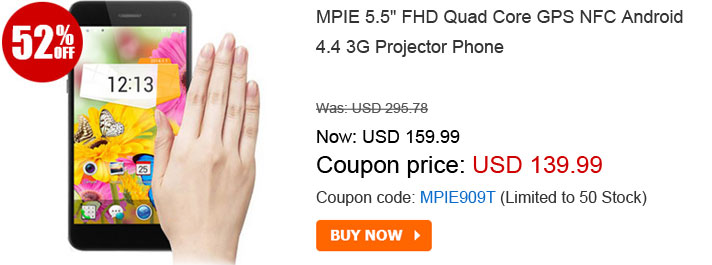 52%
OFF
12:13
25
MPIE 5.5" FHD Quad Core GPS NFC Android
4.4 3G Projector Phone
Was: USD 295.78
Now: USD 159.99
Coupon price: USD 139.99
Coupon code: MPIE909T (Limited to 50 Stock)
BUY NOW